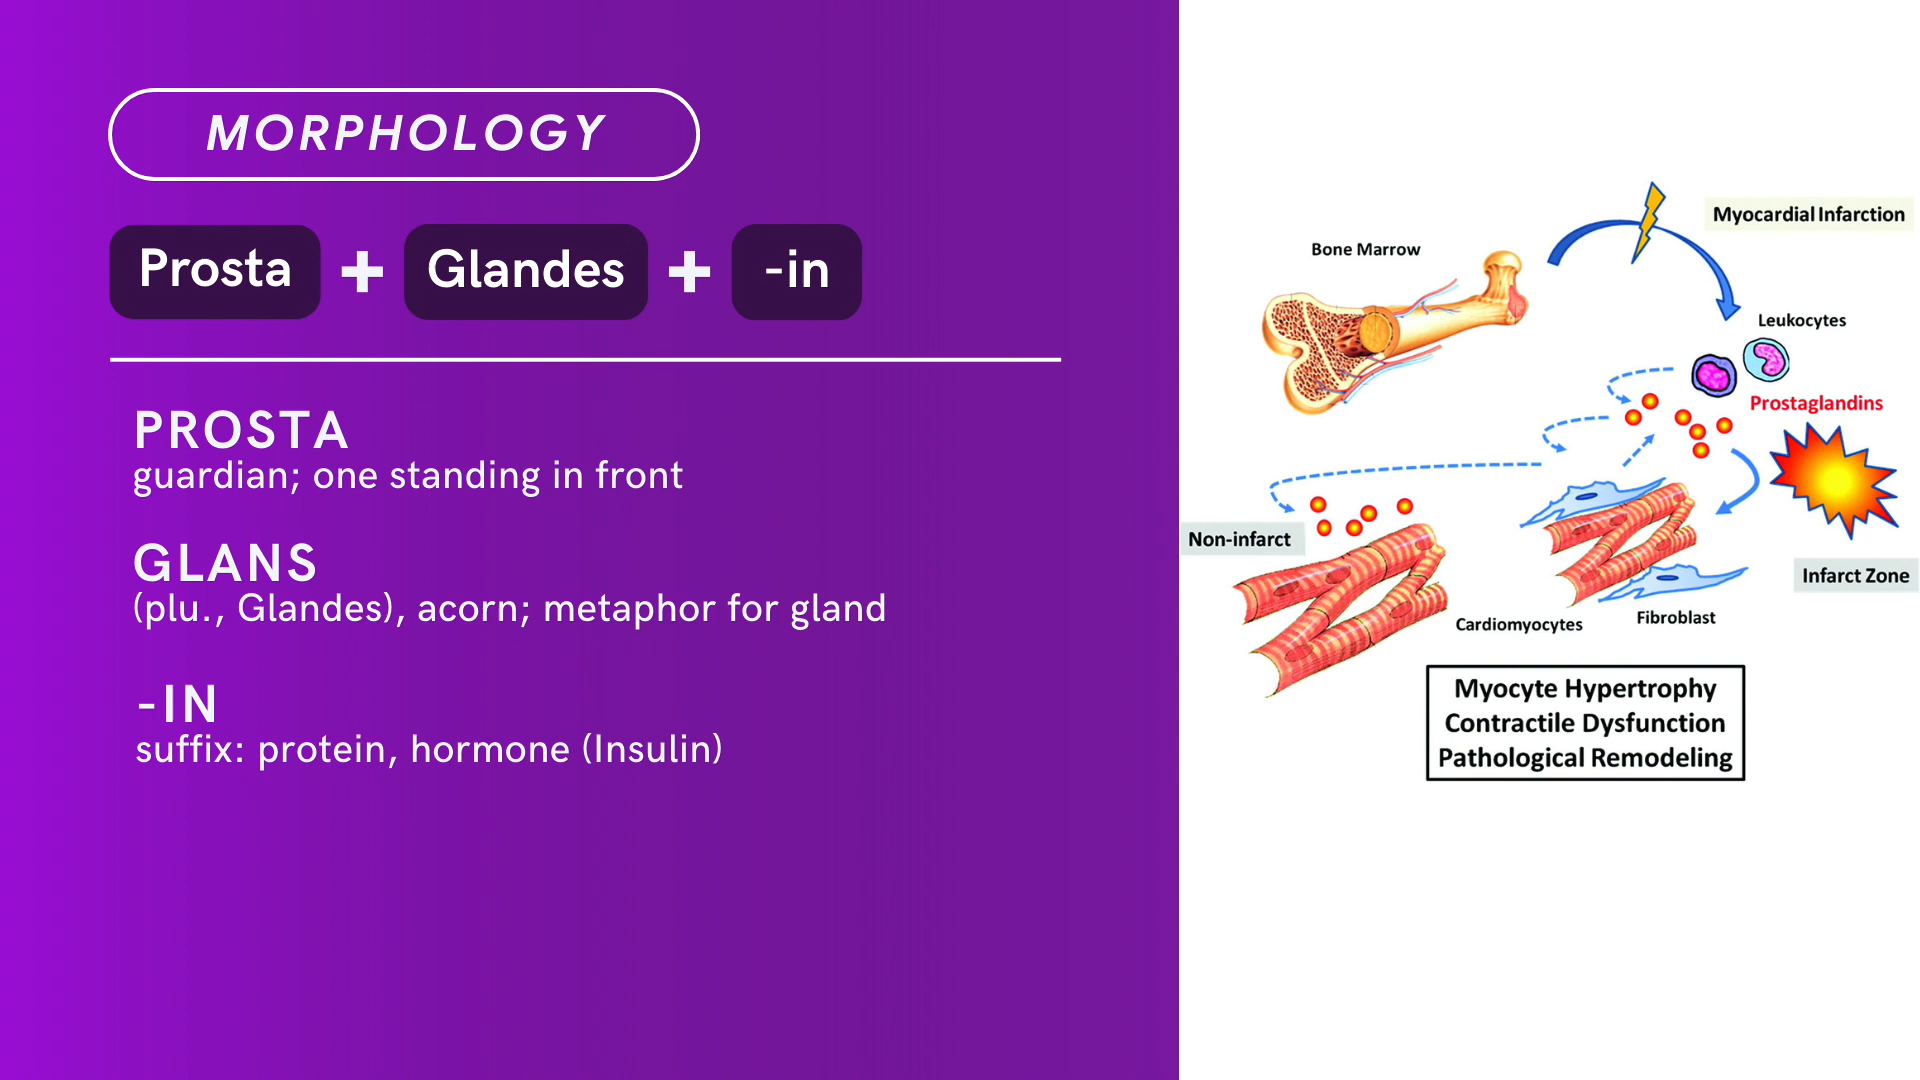 MORPHOLOGY
Prosta + Glandes + -in
PROSTA
guardian; one standing in front
GLANS
(plu., Glandes), acorn; metaphor for gland
-IN
suffix: protein, hormone (Insulin)
Myocardial Infarction
Bone Marrow
Leukocytes
Prostaglandins
Non-infarct
Infarct Zone
Cardiomyocytes
Fibroblast
Myocyte Hypertrophy
Contractile Dysfunction
Pathological Remodeling